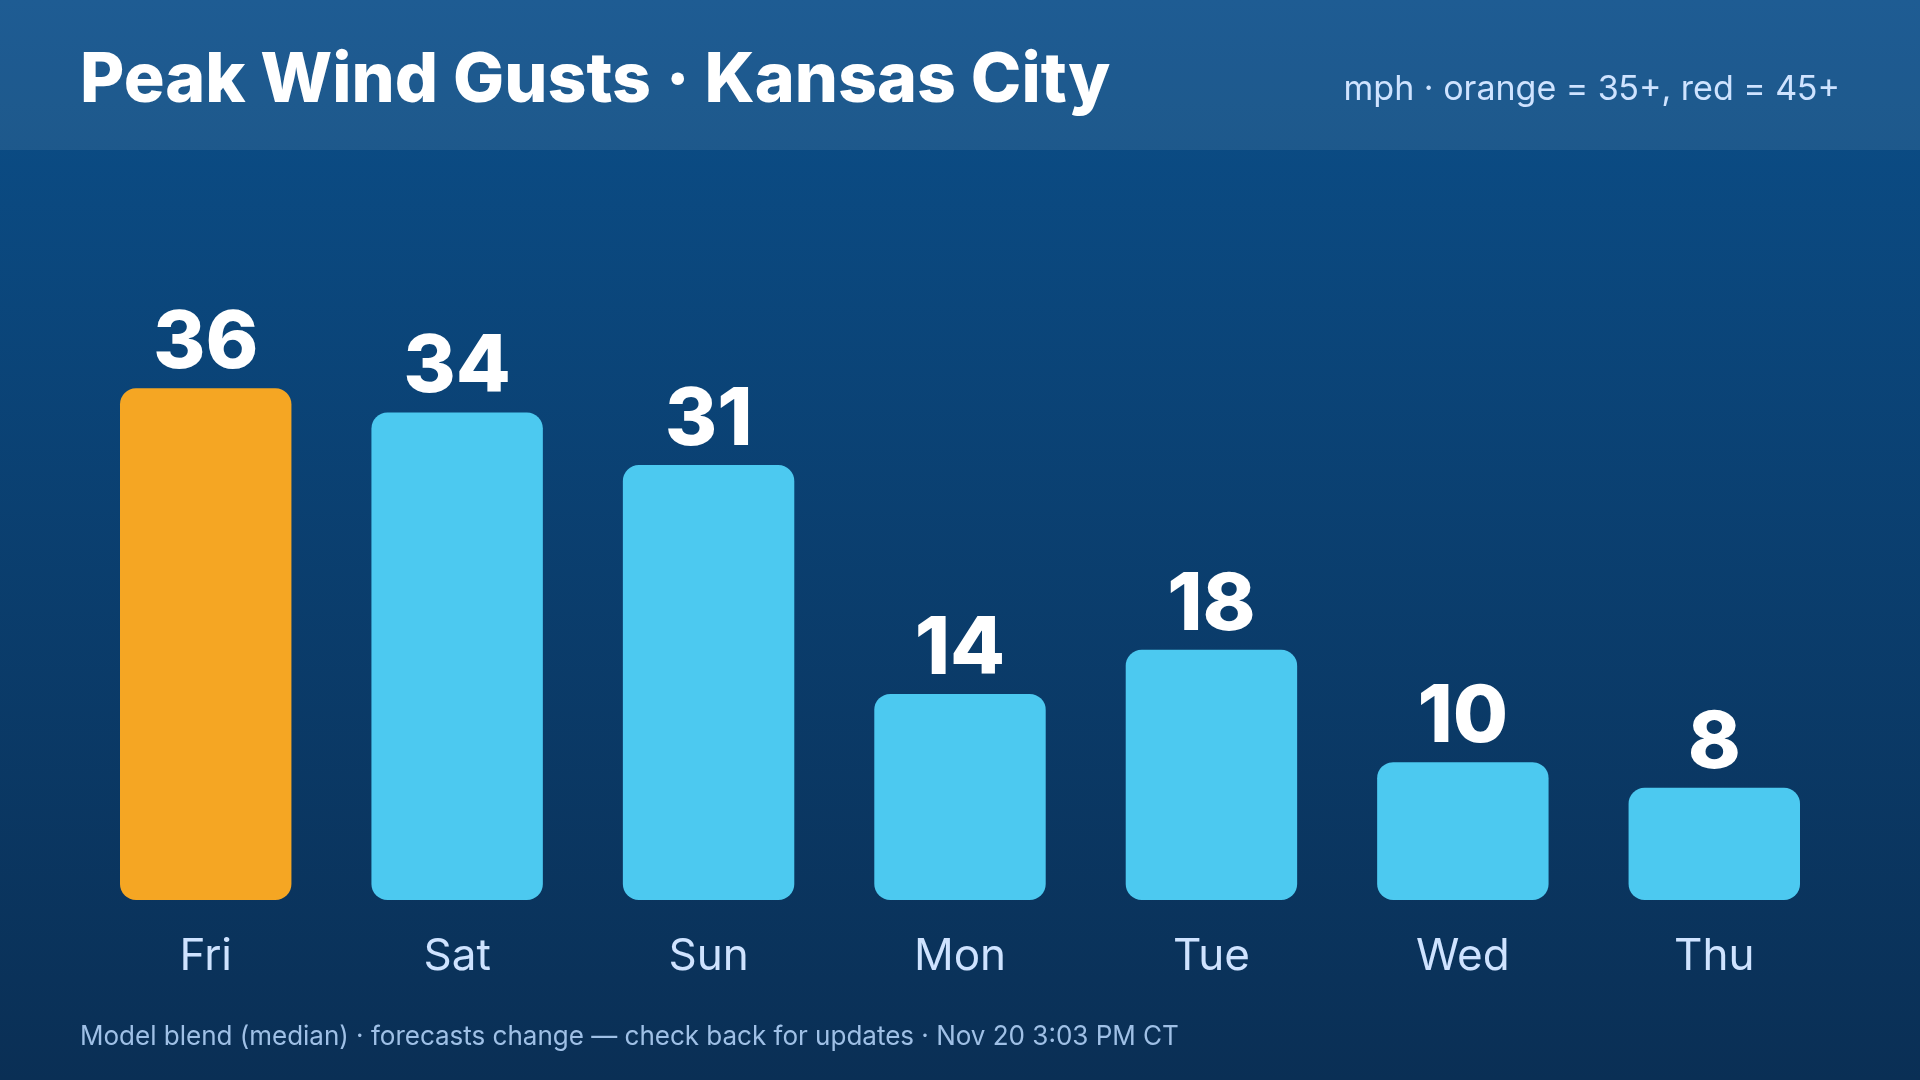 Peak Wind Gusts · Kansas City
mph · orange = 35+, red = 45+
36
34
31
14
18
10
8
Fri
Sat
Sun
Mon
Tue
Wed
Thu
Model blend (median) · forecasts change — check back for updates · Nov 20 3:03 PM CT